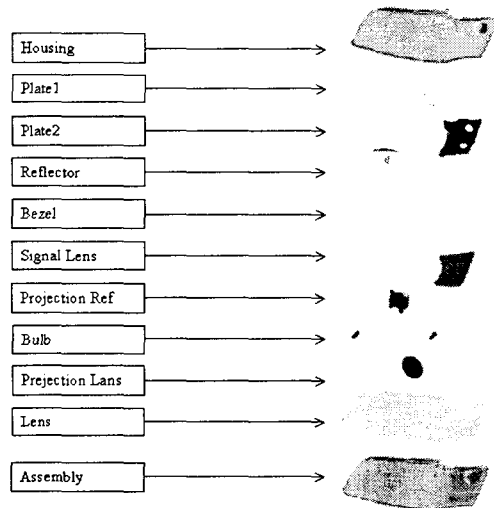 Housing
Plate1
Plate2
Reflector
Bezel
Signal Lens
Projection Ref
Bulb
Prejection Lans
Lens
Assembly